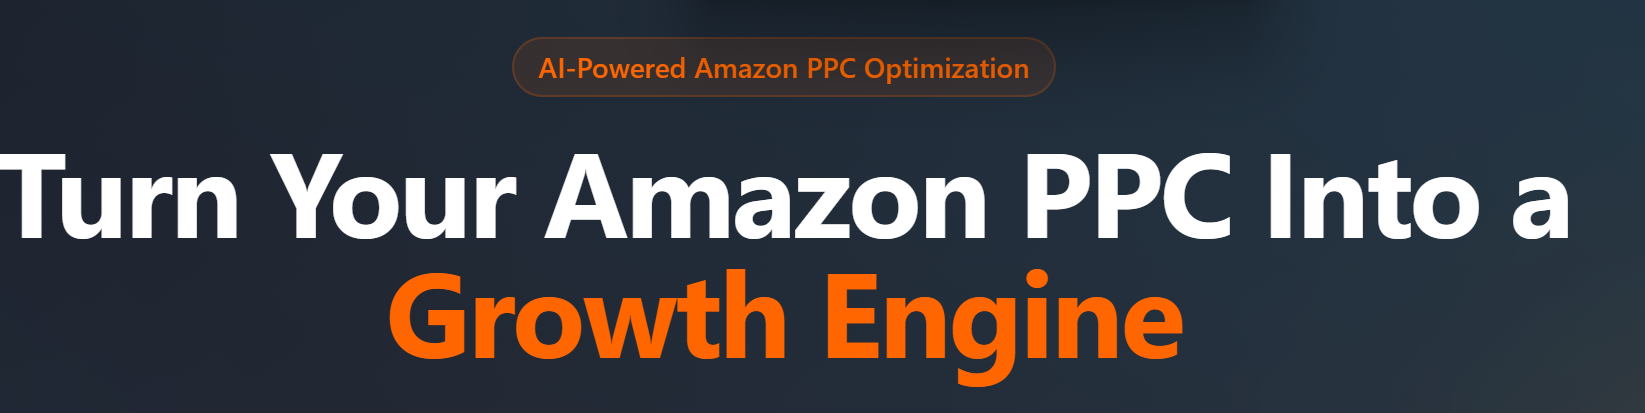 AI-Powered Amazon PPC Optimization
Turn Your Amazon PPC Into a
Growth Engine